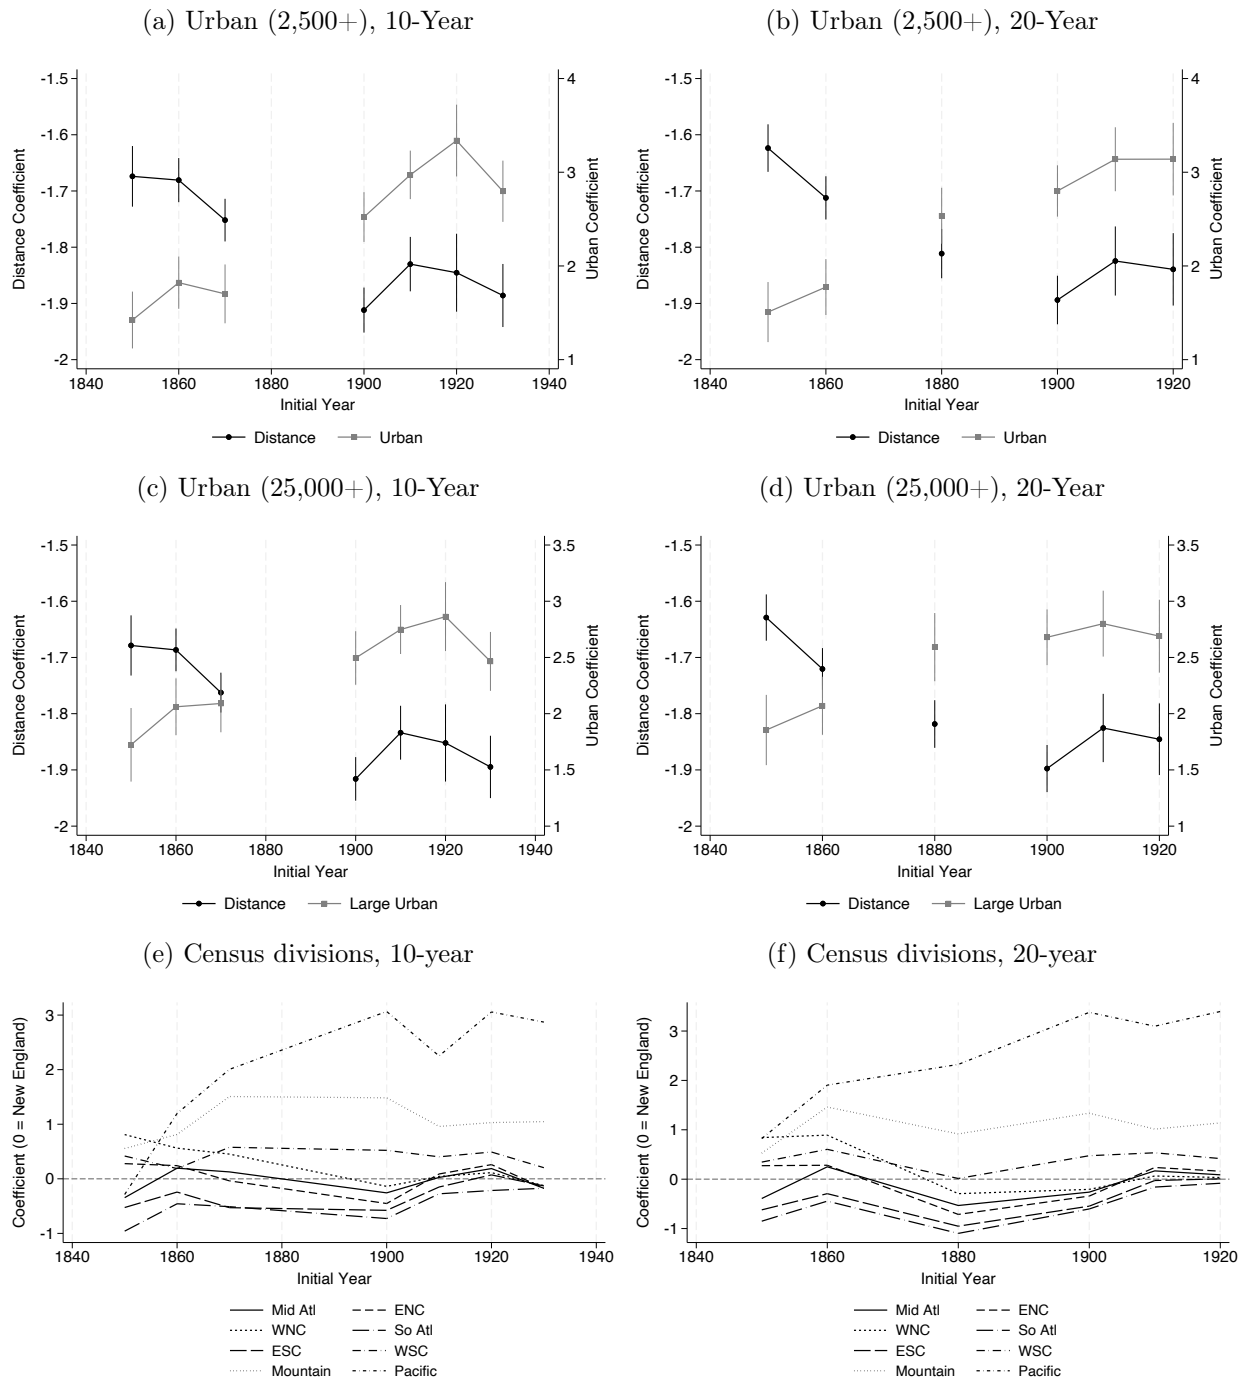 (a) Urban (2,500+), 10-Year
-1.5
-1.6
-1.7
-1.8
-1.9
-2
Distance Coefficient
4
3
2
1
Urban Coefficient
1840 1860 1880 1900 1920 1940
Initial Year
Distance Urban
(b) Urban (2,500+), 20-Year
-1.5
-1.6
-1.7
-1.8
-1.9
-2
Distance Coefficient
4
3
2
1
Urban Coefficient
1840 1860 1880 1900 1920
Initial Year
Distance Urban
(c) Urban (25,000+), 10-Year
-1.5
-1.6
-1.7
-1.8
-1.9
-2
Distance Coefficient
3.5
3
2.5
2
1.5
1
Urban Coefficient
1840 1860 1880 1900 1920 1940
Initial Year
Distance Large Urban
(d) Urban (25,000+), 20-Year
-1.5
-1.6
-1.7
-1.8
-1.9
-2
Distance Coefficient
3.5
3
2.5
2
1.5
1
Urban Coefficient
1840 1860 1880 1900 1920
Initial Year
Distance Large Urban
(e) Census divisions, 10-year
3
2
1
0
-1
Coefficient (0 = New England)
1840 1860 1880 1900 1920 1940
Initial Year
Mid Atl ENC
WNC So Atl
ESC WSC
Mountain Pacific
(f) Census divisions, 20-year
3
2
1
0
-1
Coefficient (0 = New England)
1840 1860 1880 1900 1920
Initial Year
Mid Atl ENC
WNC So Atl
ESC WSC
Mountain Pacific